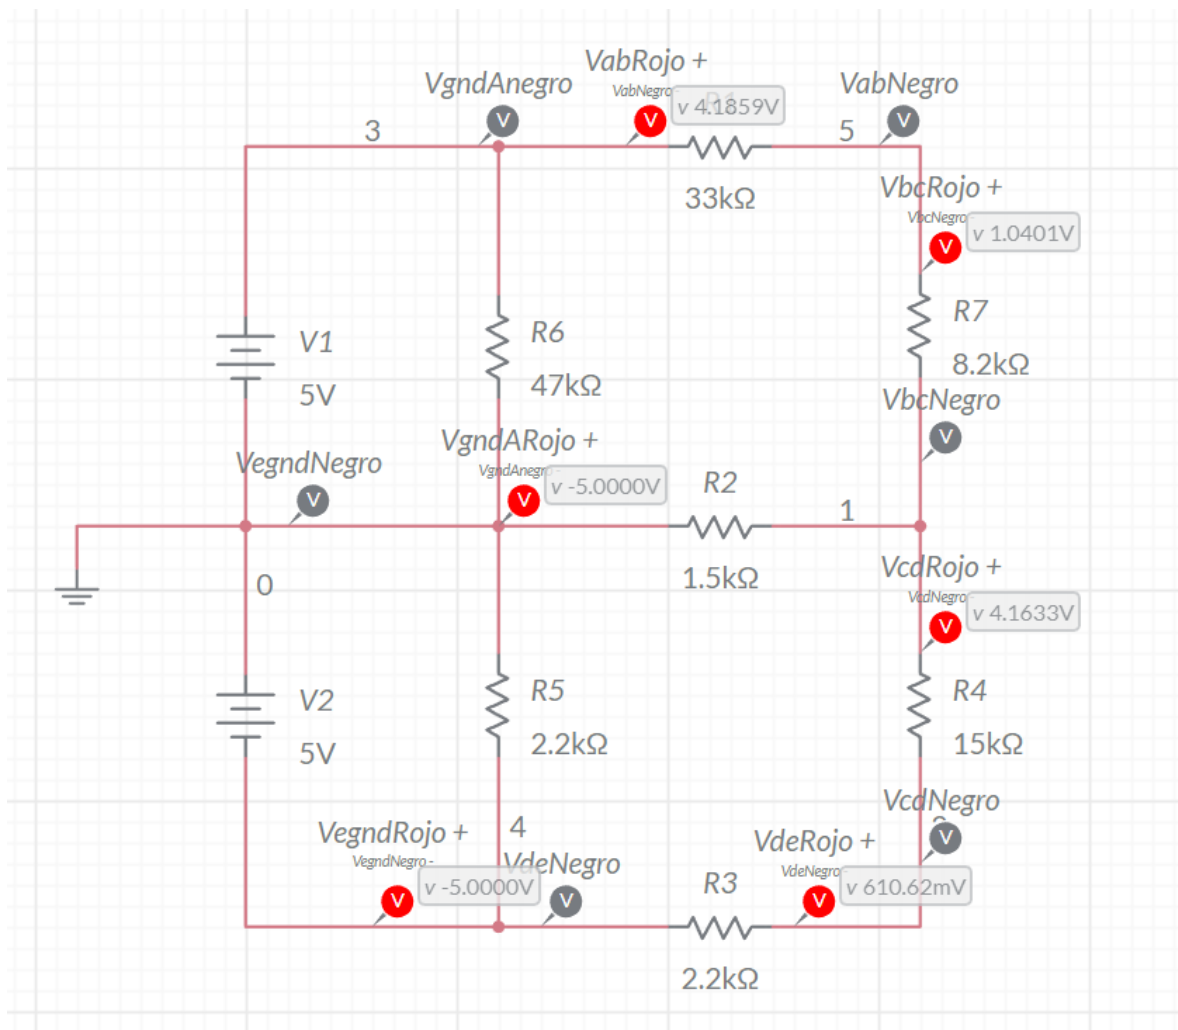 VabRojo +
VgndAnegro
VabNegro
VabNegro-
v 4.1859V
V
V
V
3
5
33kΩ
VbcRojo +
VbcNegro-
v 1.0401V
V
R7
8.2kΩ
V1
5V
R6
47kΩ
VbcNegro
V
VgndARojo +
VgndAnegro-
v -5.0000V
V
VegndNegro
V
R2
1
1.5kΩ
0
VcdRojo +
VcdNegro-
v 4.1633V
V
V2
5V
R5
2.2kΩ
R4
15kΩ
VcdNegro
V
VegndRojo +
VegndNegro-
v -5.0000V
V
4
VdeNegro
V
VdeRojo +
VdeNegro-
v 610.62mV
V
R3
2.2kΩ